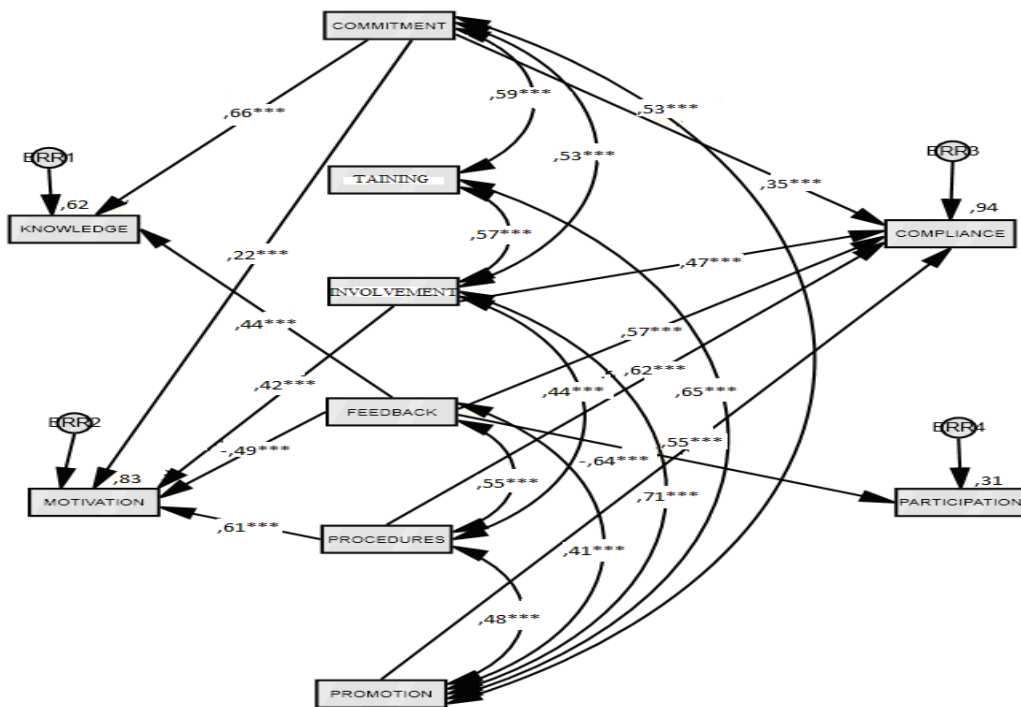 COMMITMENT
,59***
,53***
,66***
,53***
ERR1
ERR3
TAINING
,35***
,62
,94
KNOWLEDGE
COMPLIANCE
,57***
,22***
,47***
INVOLVEMENT
,44***
,57***
,62***
,42***
,44***
,65***
FEEDBACK
ERR2
ERR4
-,49***
,55***
-,64***
,83
,55***
,31
MOTIVATION
,71***
PARTICIPATION
,61***
PROCEDURES
,41***
,48***
PROMOTION